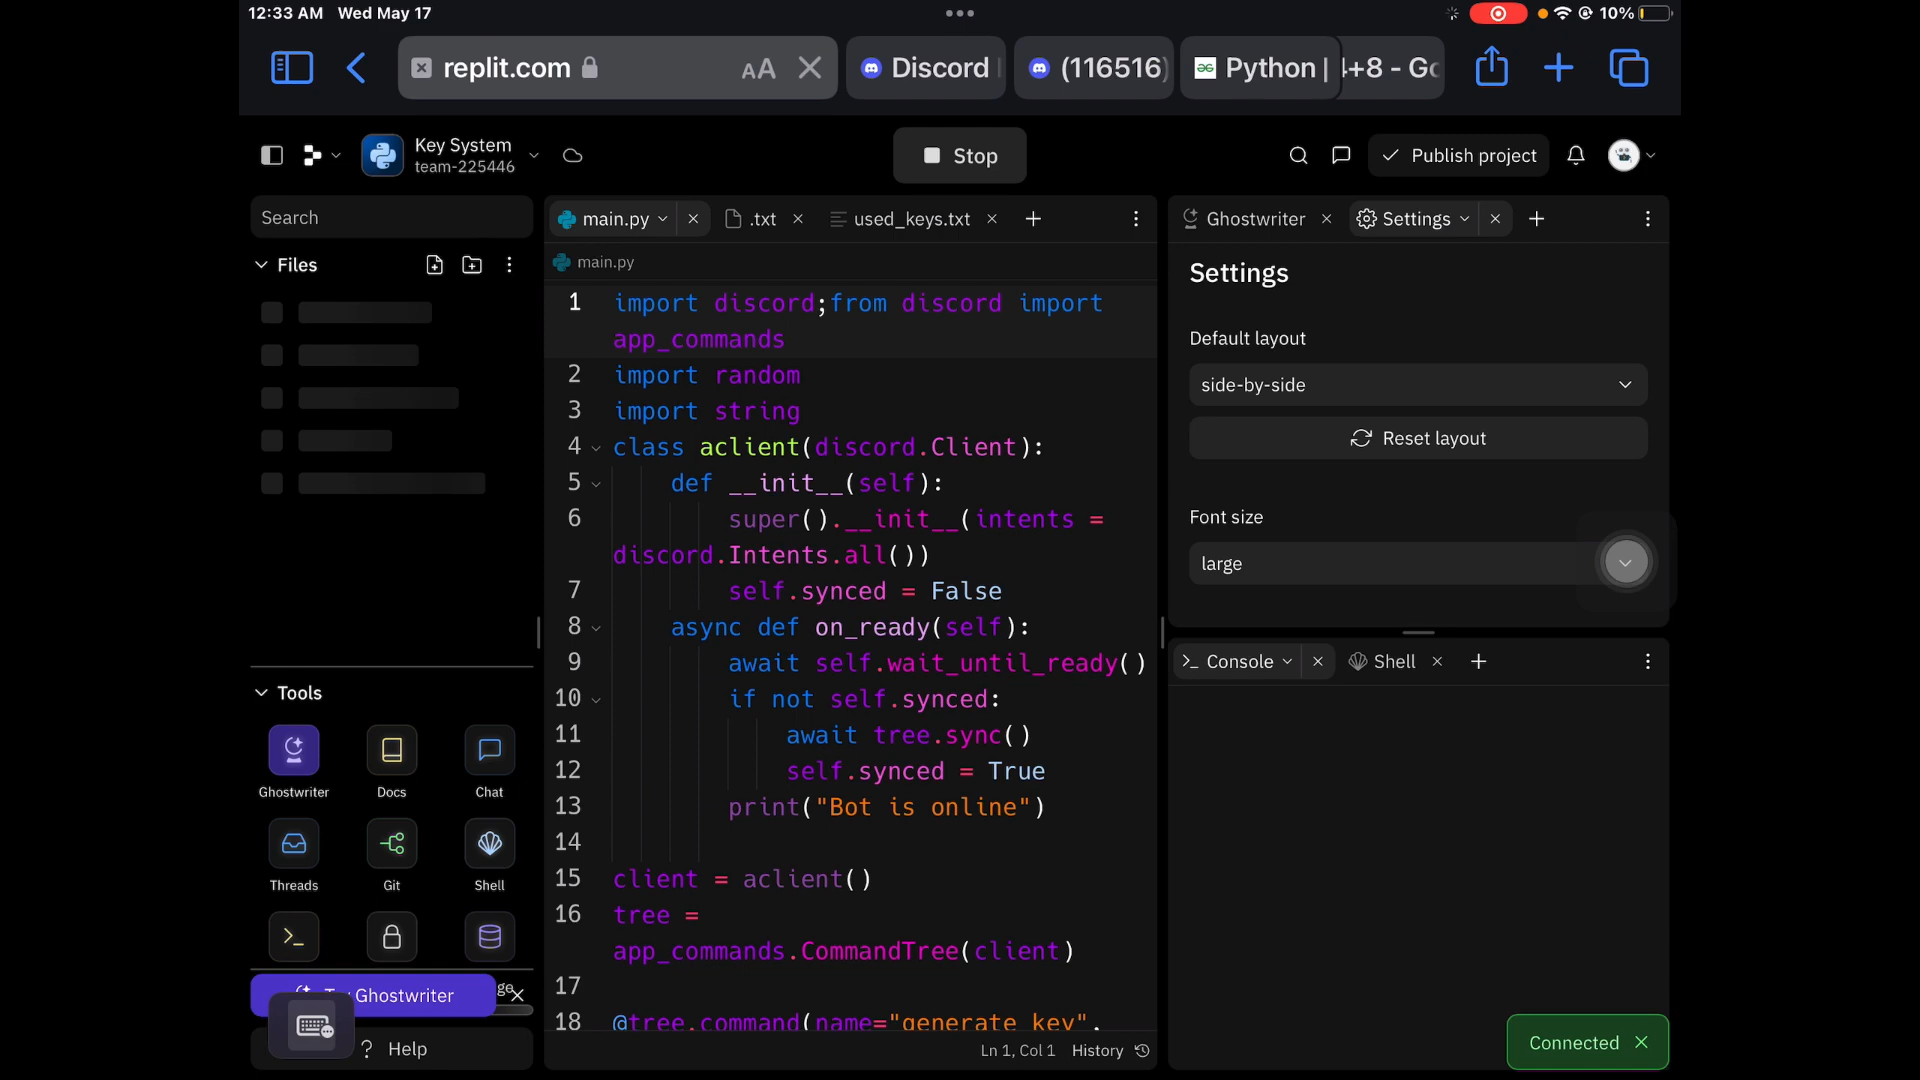 12:33 AM Wed May 17
10%
replit.com
AA
Discord
(116516)
Python |
4+8 - Go
Key System
team-225446
Stop
Publish project
Search
main.py
.txt
used_keys.txt
Ghostwriter
Settings
Files
main.py
1 import discord;from discord import
app_commands
2 import random
3 import string
4 class aclient(discord.Client):
5 def __init__(self):
6 super().__init__(intents =
discord.Intents.all())
7 self.synced = False
8 async def on_ready(self):
9 await self.wait_until_ready()
10 if not self.synced:
11 await tree.sync()
12 self.synced = True
13 print("Bot is online")
14
15 client = aclient()
16 tree =
app_commands.CommandTree(client)
17
18 @tree.command(name="generate_key",
Ln 1, Col 1 History
Settings
Default layout
side-by-side
Reset layout
Font size
large
Console
Shell
Tools
Ghostwriter
Docs
Chat
Threads
Git
Shell
Ghostwriter
? Help
Connected